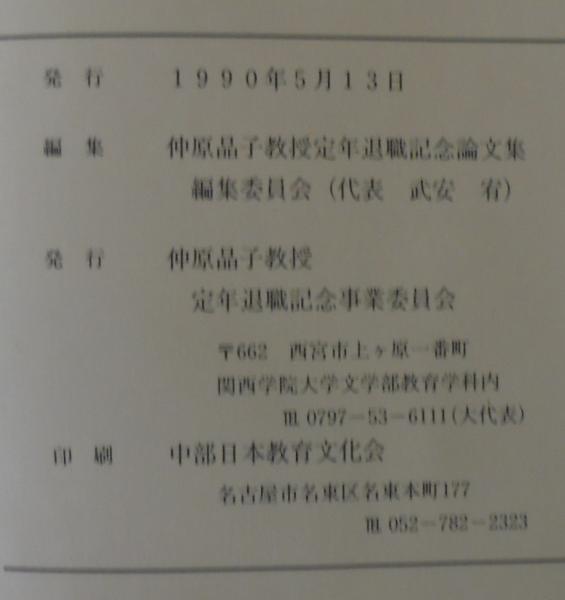 発行 1990年5月13日
編集 仲原晶子教授定年退職記念論文集
編集委員会（代表 武安 宥）
発行 仲原晶子教授
定年退職記念事業委員会
〒662 西宮市上ヶ原一番町
関西学院大学文学部教育学科内
℡ 0797－53－6111（大代表）
印刷 中部日本教育文化会
名古屋市名東区名東本町177
℡ 052－782－2323